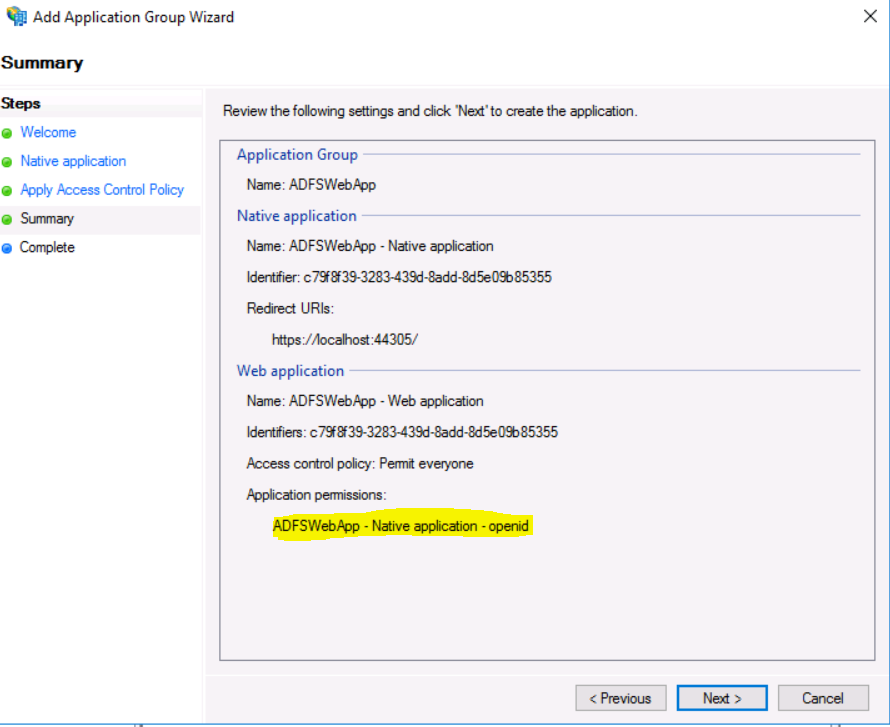 Add Application Group Wizard
Summary
Steps
Welcome
Native application
Apply Access Control Policy
Summary
Complete
Review the following settings and click 'Next' to create the application.
Application Group
Name: ADFSWebApp
Native application
Name: ADFSWebApp - Native application
Identifier: c79f8f39-3283-439d-8add-8d5e09b85355
Redirect URIs:
https://localhost:44305/
Web application
Name: ADFSWebApp - Web application
Identifiers: c79f8f39-3283-439d-8add-8d5e09b85355
Access control policy: Permit everyone
Application permissions:
ADFSWebApp - Native application - openid
< Previous
Next >
Cancel